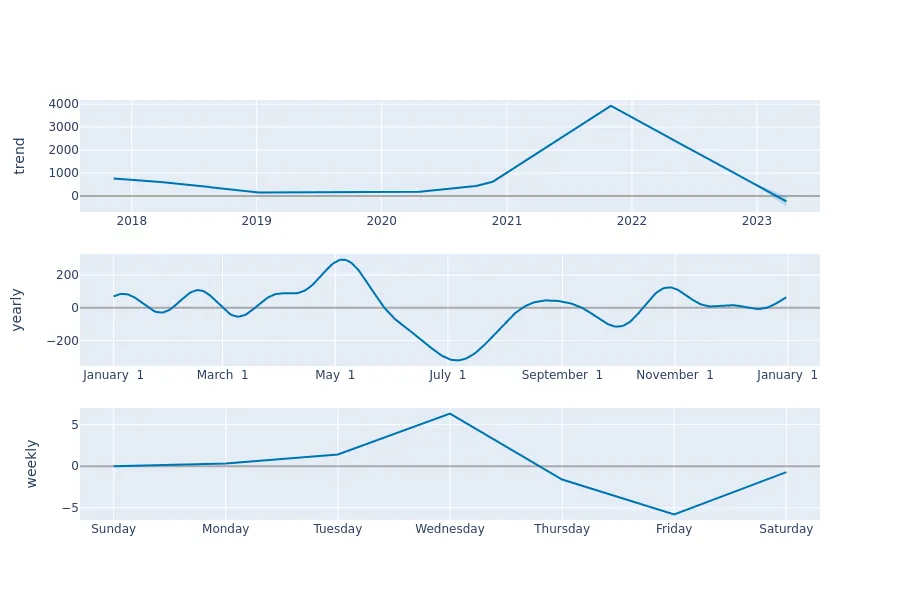 trend
4000
3000
2000
1000
0
2018 2019 2020 2021 2022 2023
yearly
200
0
−200
January 1 March 1 May 1 July 1 September 1 November 1 January 1
weekly
5
0
−5
Sunday Monday Tuesday Wednesday Thursday Friday Saturday